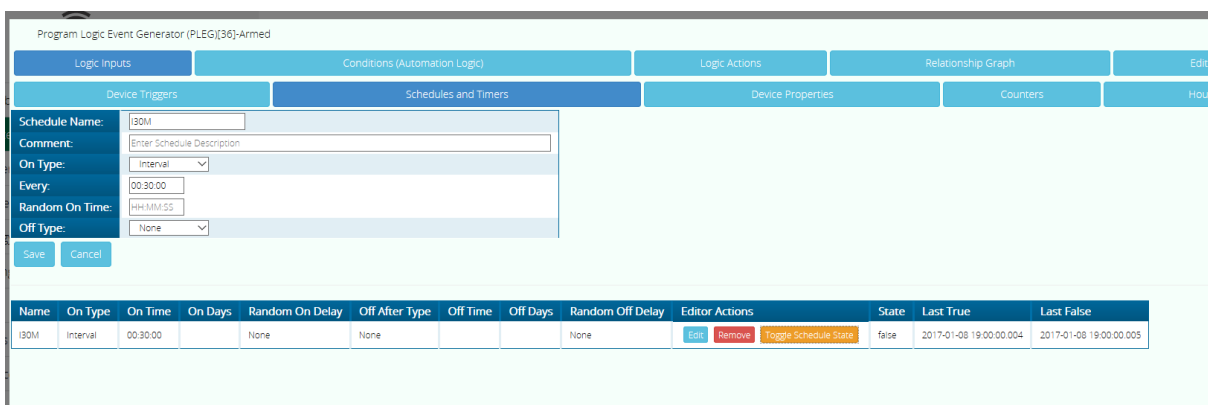 Program Logic Event Generator (PLEG)[36]-Armed
Logic Inputs Conditions (Automation Logic) Logic Actions Relationship Graph Edit
Device Triggers Schedules and Timers Device Properties Counters Hou
Schedule Name: I30M
Comment: Enter Schedule Description
On Type: Interval
Every: 00:30:00
Random On Time: HH:MM:SS
Off Type: None
Save Cancel
Name On Type On Time On Days Random On Delay Off After Type Off Time Off Days Random Off Delay Editor Actions State Last True Last False
I30M Interval 00:30:00 None None None Edit Remove Toggle Schedule State false 2017-01-08 19:00:00.004 2017-01-08 19:00:00.005